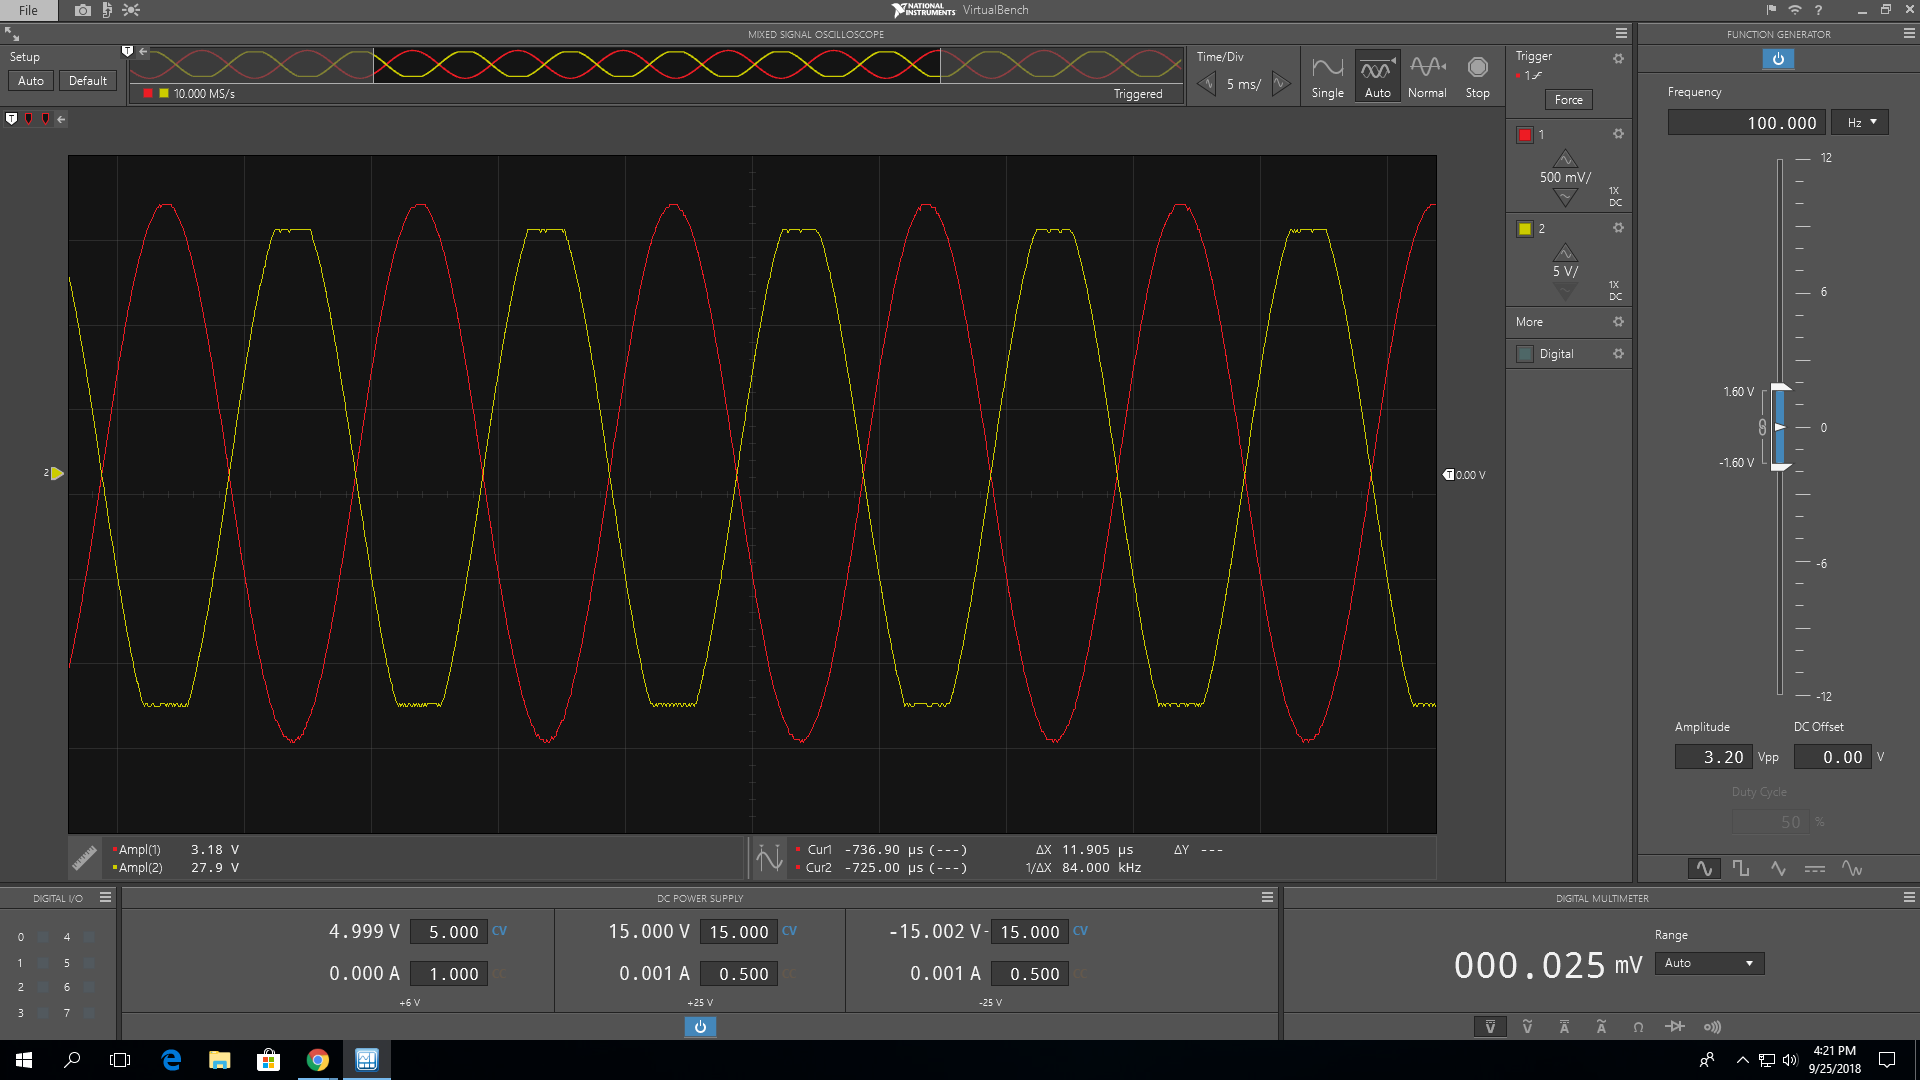 File
NATIONAL INSTRUMENTS VirtualBench
?
MIXED SIGNAL OSCILLOSCOPE
FUNCTION GENERATOR
Setup
Auto Default
T
10.000 MS/s
Triggered
Time/Div
5 ms/
Single Auto Normal Stop
Trigger
1
Force
1
500 mV/
1X
DC
2
5 V/
1X
DC
More
Digital
T
2
T 0.00 V
Frequency
100.000 Hz
12
6
1.60 V
0
-1.60 V
-6
-12
Amplitude DC Offset
3.20 Vpp 0.00 V
Duty Cycle
50 %
Ampl(1) 3.18 V
Ampl(2) 27.9 V
Cur1 -736.90 µs (---) ΔX 11.905 µs ΔY ---
Cur2 -725.00 µs (---) 1/ΔX 84.000 kHz
DIGITAL I/O
0 4
1 5
2 6
3 7
DC POWER SUPPLY
4.999 V 5.000 CV 15.000 V 15.000 CV -15.002 V - 15.000 CV
0.000 A 1.000 CC 0.001 A 0.500 CC 0.001 A 0.500 CC
+6 V +25 V -25 V
DIGITAL MULTIMETER
Range
000.025 mV Auto
V V A A Ω
4:21 PM
9/25/2018